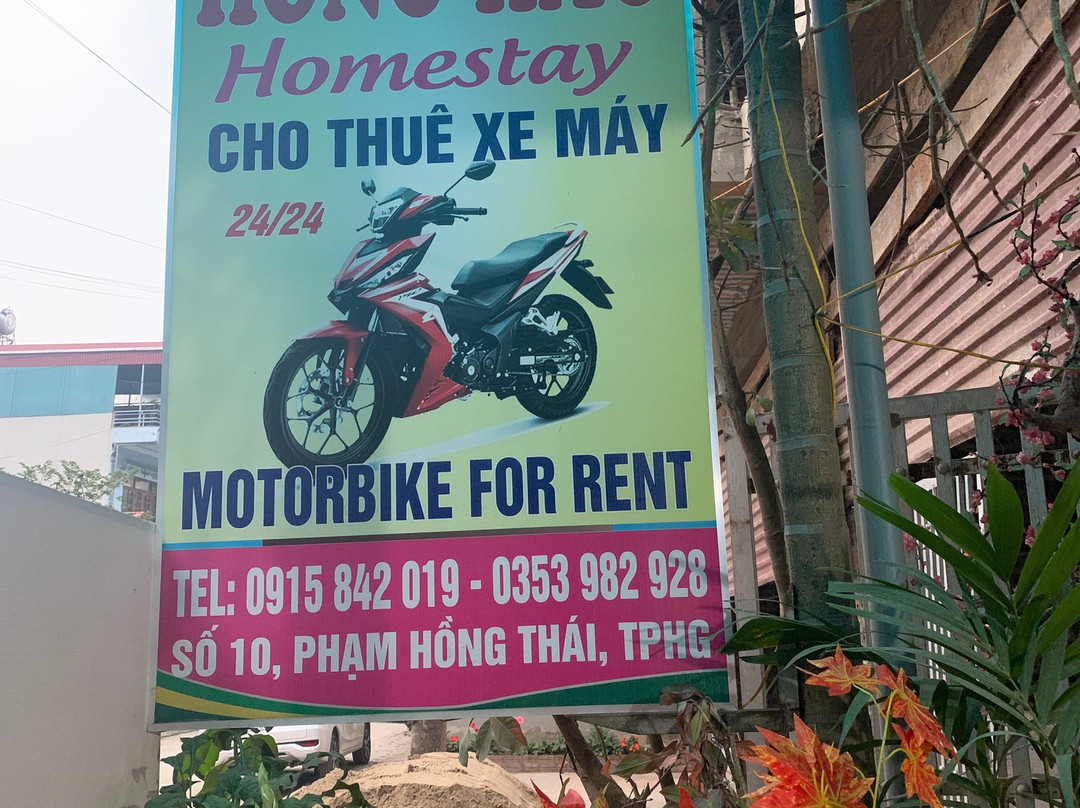 Homestay
CHO THUÊ XE MÁY
24/24
MOTORBIKE FOR RENT
TEL: 0915 842 019 - 0353 982 928
SỐ 10, PHẠM HỒNG THÁI, TPHG